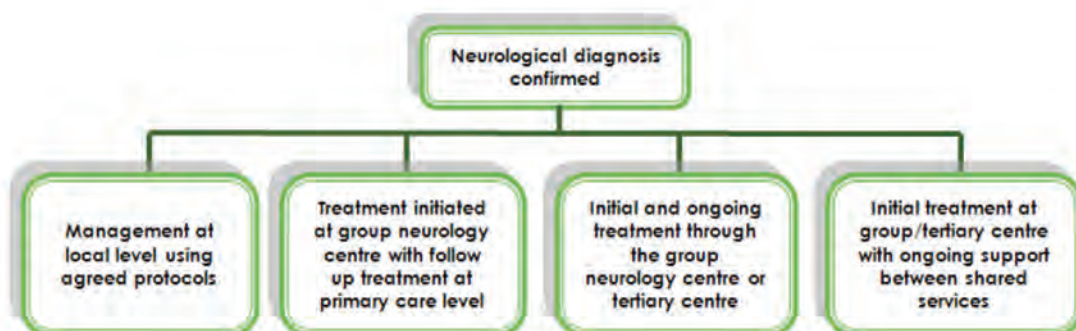 Neurological diagnosis
confirmed
Management at
local level using
agreed protocols
Treatment initiated
at group neurology
centre with follow
up treatment at
primary care level
Initial and ongoing
treatment through
the group
neurology centre or
tertiary centre
Initial treatment at
group/tertiary centre
with ongoing support
between shared
services